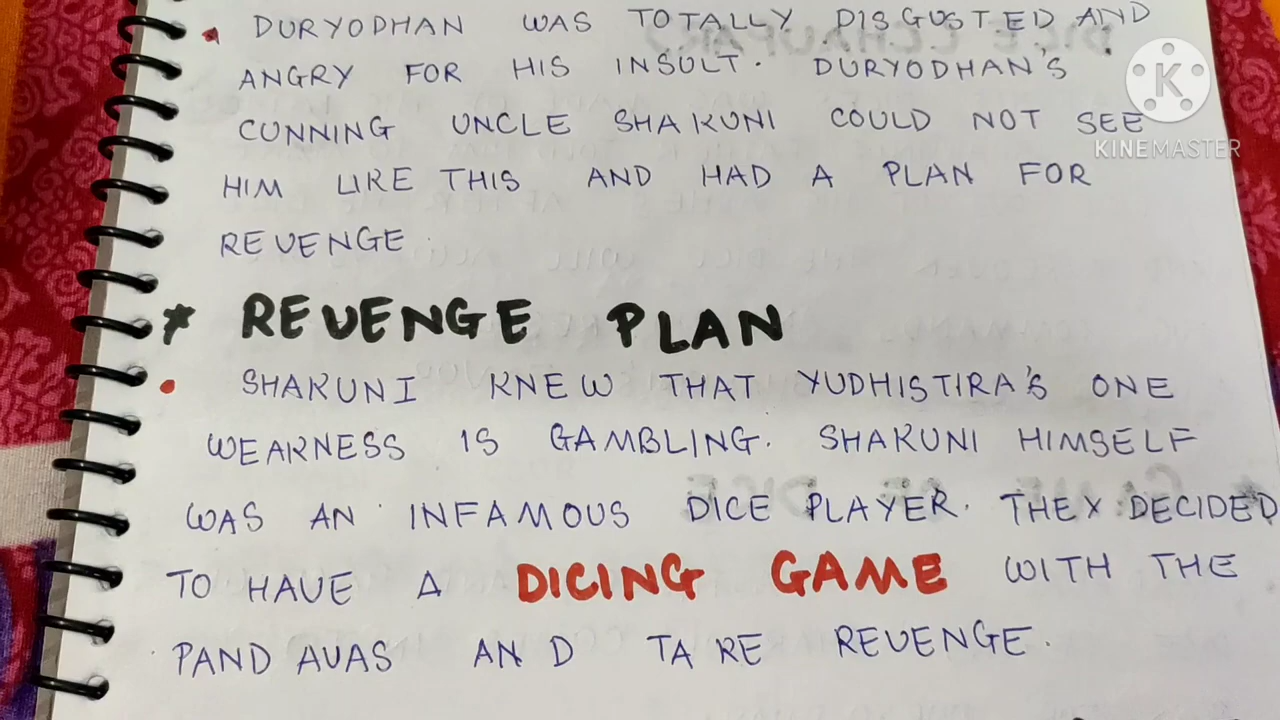 DURYODHAN WAS TOTALLY DISGUSTED AND
ANGRY FOR HIS INSULT. DURYODHAN'S
CUNNING UNCLE SHAKUNI COULD NOT SEE
HIM LIKE THIS AND HAD A PLAN FOR
REVENGE.
* REVENGE PLAN
SHAKUNI KNEW THAT YUDHISTIRA'S ONE
WEAKNESS IS GAMBLING. SHAKUNI HIMSELF
WAS AN INFAMOUS DICE PLAYER. THEY DECIDED
TO HAVE A DICING GAME WITH THE
PANDAVAS AND TAKE REVENGE.
K
KINEMASTER